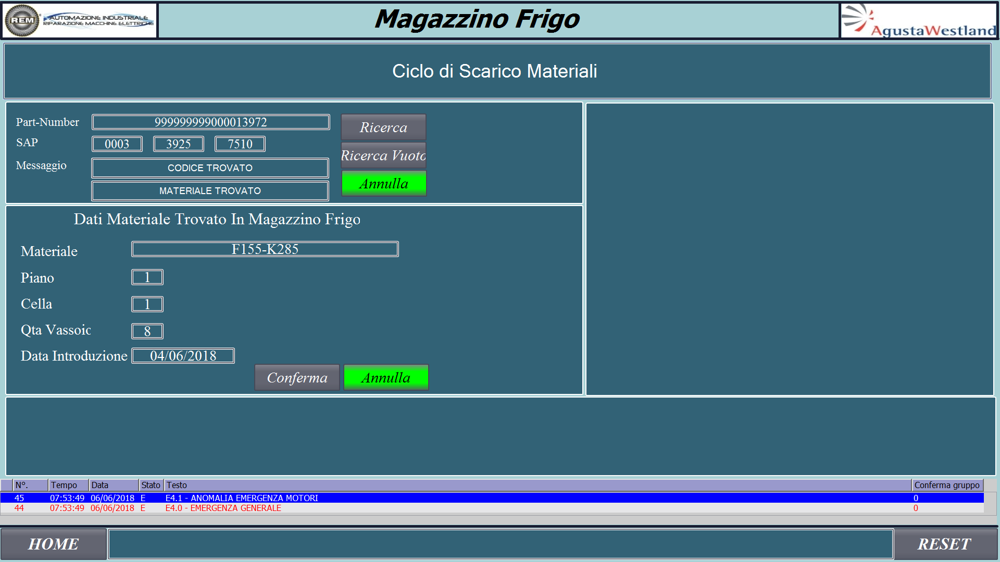 REM AUTOMAZIONE INDUSTRIALE
RIPARAZIONE MACCHINE ELETTRICHE
Magazzino Frigo
AgustaWestland
Ciclo di Scarico Materiali
Part-Number 999999999000013972 Ricerca
SAP 0003 3925 7510
Ricerca Vuoto
Messaggio CODICE TROVATO
MATERIALE TROVATO Annulla
Dati Materiale Trovato In Magazzino Frigo
Materiale F155-K285
Piano 1
Cella 1
Qta Vassoio 8
Data Introduzione 04/06/2018
Conferma Annulla
N°. Tempo Data Stato Testo Conferma gruppo
45 07:53:49 06/06/2018 E E4.1 - ANOMALIA EMERGENZA MOTORI 0
44 07:53:49 06/06/2018 E E4.0 - EMERGENZA GENERALE 0
HOME RESET